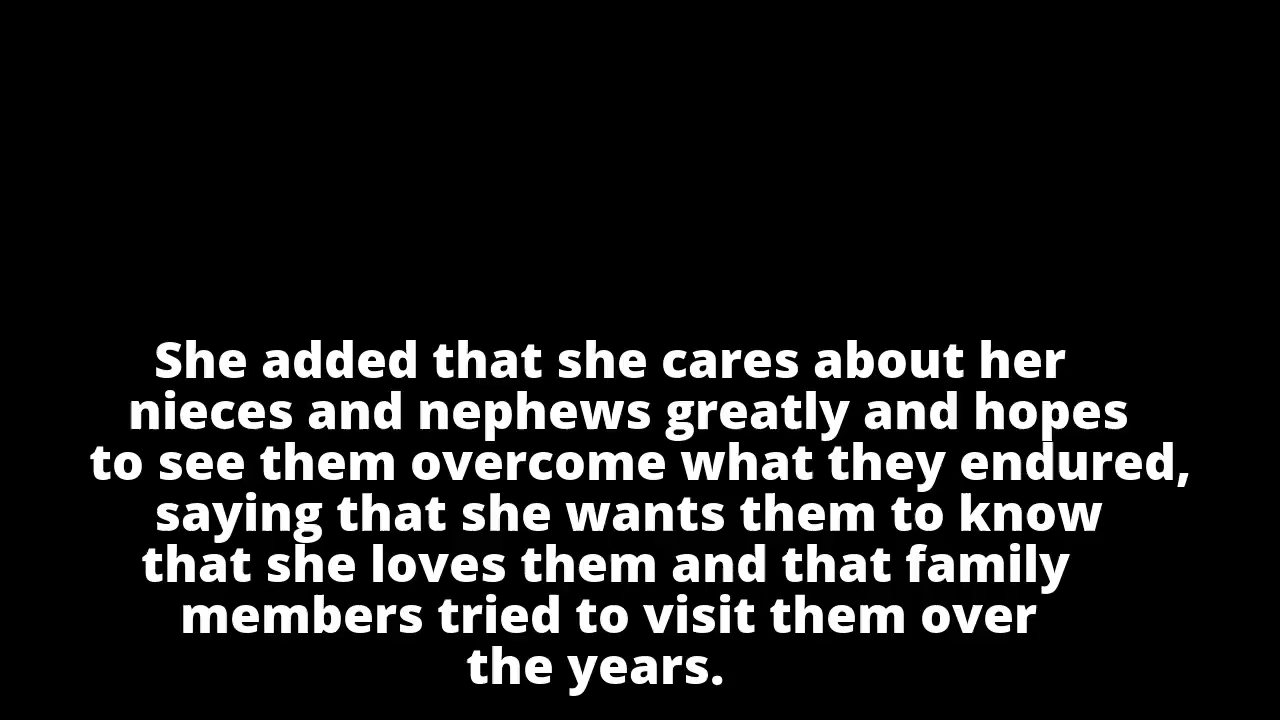 She added that she cares about her
nieces and nephews greatly and hopes
to see them overcome what they endured,
saying that she wants them to know
that she loves them and that family
members tried to visit them over
the years.